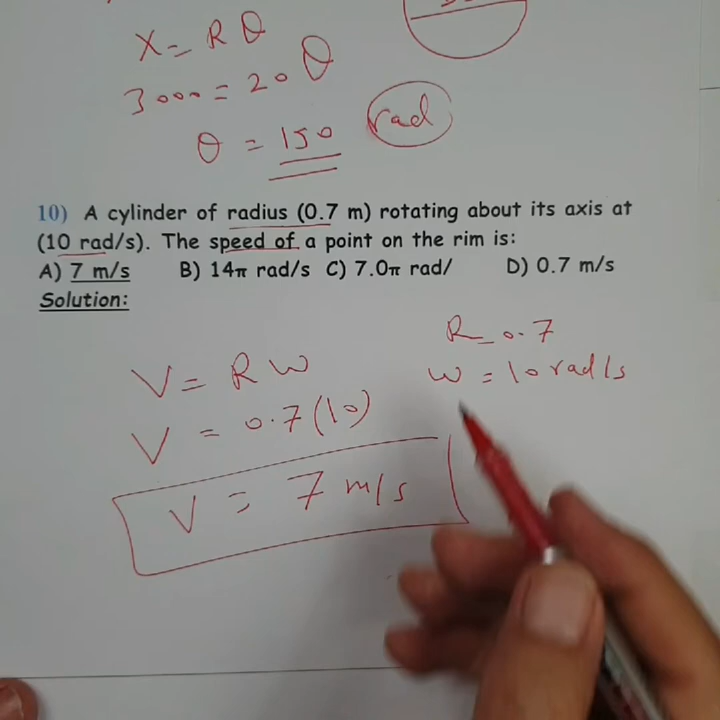 X = Rθ
3000 = 20 θ
θ = 150 rad
10) A cylinder of radius (0.7 m) rotating about its axis at
(10 rad/s). The speed of a point on the rim is:
A) 7 m/s B) 14π rad/s C) 7.0π rad/ D) 0.7 m/s
Solution:
R = 0.7
V = R w
w = 10 rad/s
V = 0.7(10)
V = 7 m/s